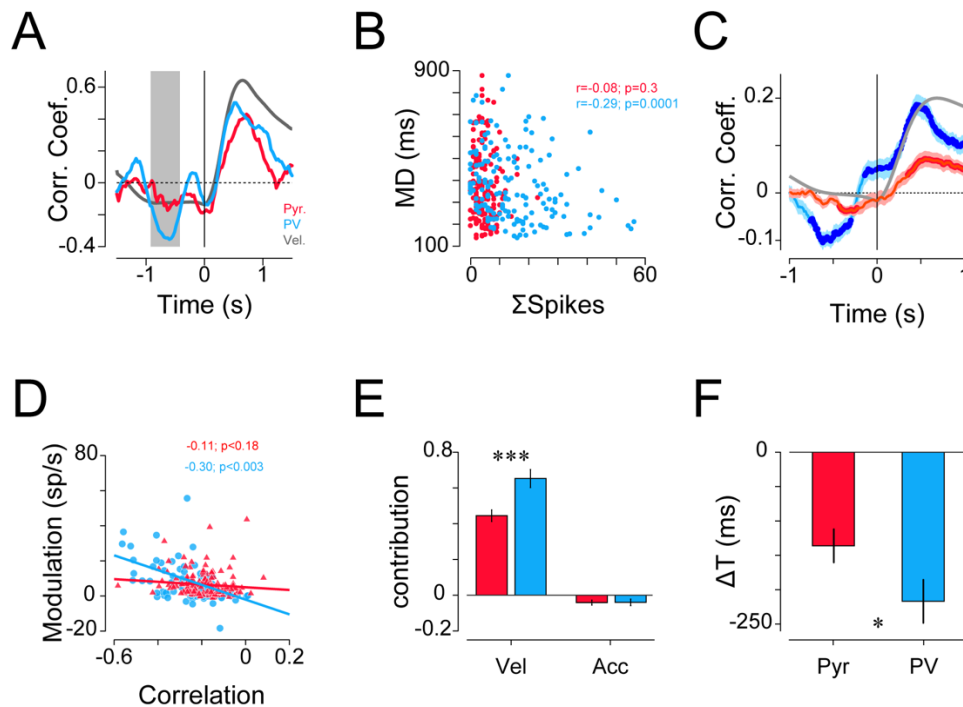 A
0.6
0
-0.4
Corr. Coef.
Pyr.
PV
Vel.
-1
0
1
Time (s)
B
900
100
MD (ms)
r=-0.08; p=0.3
r=-0.29; p=0.0001
0
60
ΣSpikes
C
0.2
0
-0.1
Corr. Coeff.
-1
0
1
Time (s)
D
-0.11; p<0.18
-0.30; p<0.003
80
0
-20
Modulation (sp/s)
-0.6
0
0.2
Correlation
E
0.8
0
-0.2
contribution
***
Vel
Acc
F
0
-250
ΔT (ms)
*
Pyr
PV